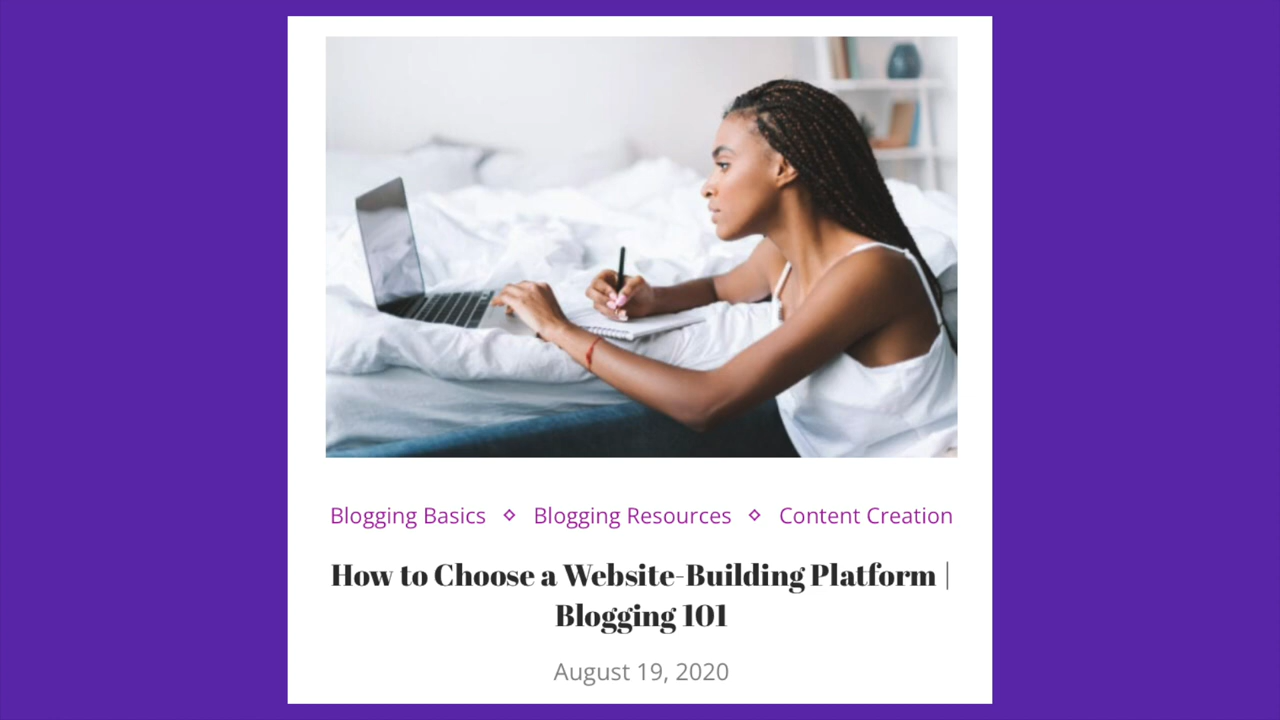 Blogging Basics ◇ Blogging Resources ◇ Content Creation
How to Choose a Website-Building Platform |
Blogging 101
August 19, 2020